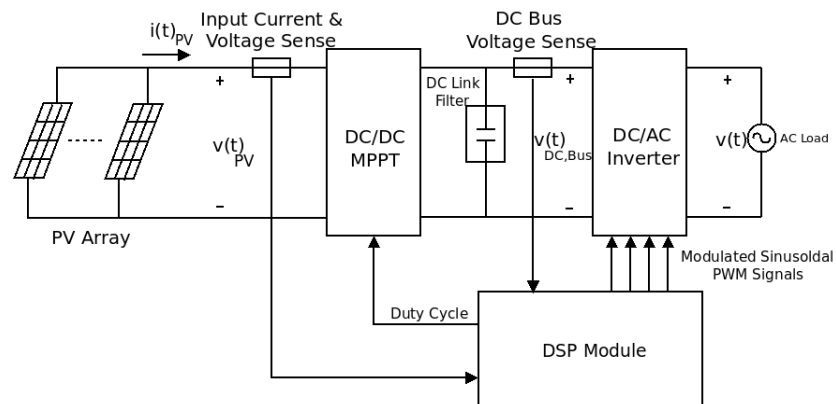 i(t)PV
Input Current &
Voltage Sense
DC Bus
Voltage Sense
+
v(t)PV
−
PV Array
DC/DC
MPPT
DC Link
Filter
+
v(t)DC,Bus
−
DC/AC
Inverter
+
v(t)
−
AC Load
Modulated Sinusoldal
PWM Signals
Duty Cycle
DSP Module